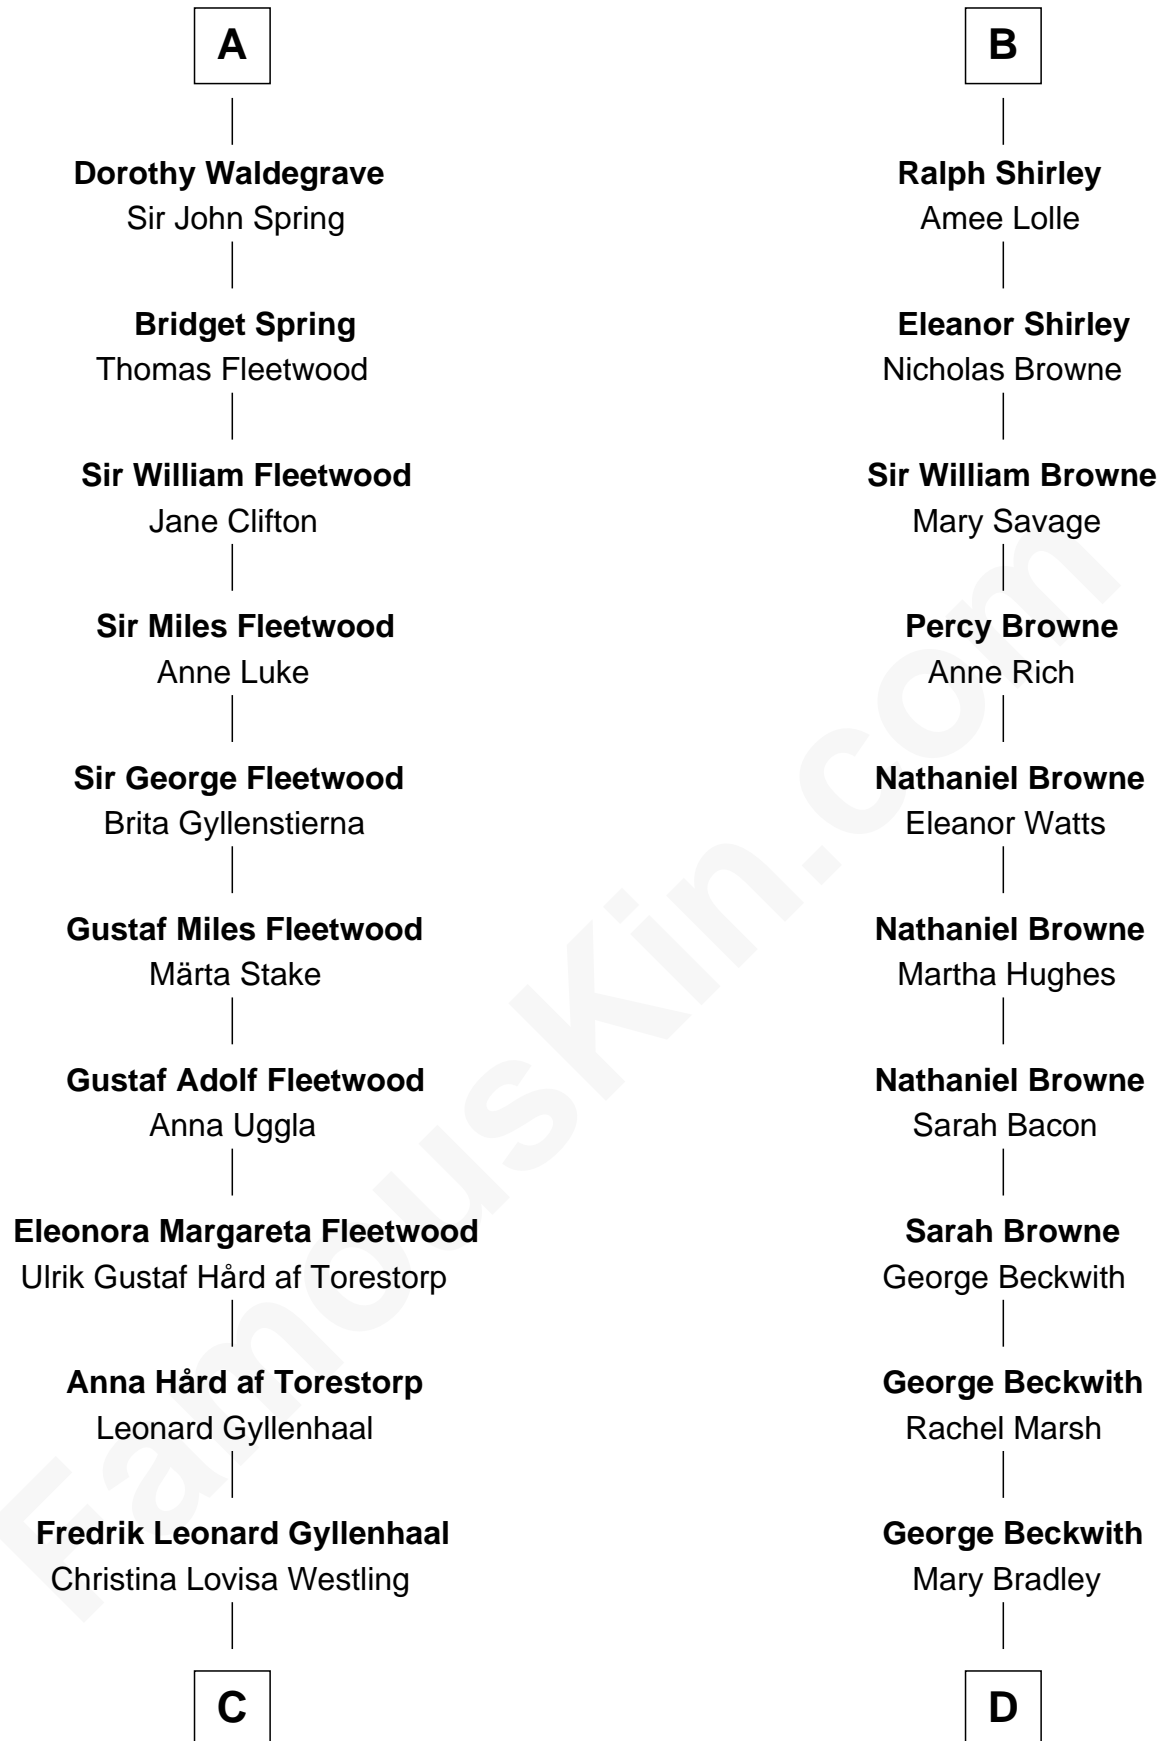 A
Dorothy Waldegrave
Sir John Spring
Bridget Spring
Thomas Fleetwood
Sir William Fleetwood
Jane Clifton
Sir Miles Fleetwood
Anne Luke
Sir George Fleetwood
Brita Gyllenstierna
Gustaf Miles Fleetwood
Märta Stake
Gustaf Adolf Fleetwood
Anna Uggla
Eleonora Margareta Fleetwood
Ulrik Gustaf Hård af Torestorp
Anna Hård af Torestorp
Leonard Gyllenhaal
Fredrik Leonard Gyllenhaal
Christina Lovisa Westling
C
B
Ralph Shirley
Amee Lolle
Eleanor Shirley
Nicholas Browne
Sir William Browne
Mary Savage
Percy Browne
Anne Rich
Nathaniel Browne
Eleanor Watts
Nathaniel Browne
Martha Hughes
Nathaniel Browne
Sarah Bacon
Sarah Browne
George Beckwith
George Beckwith
Rachel Marsh
George Beckwith
Mary Bradley
D
FamousKin.com